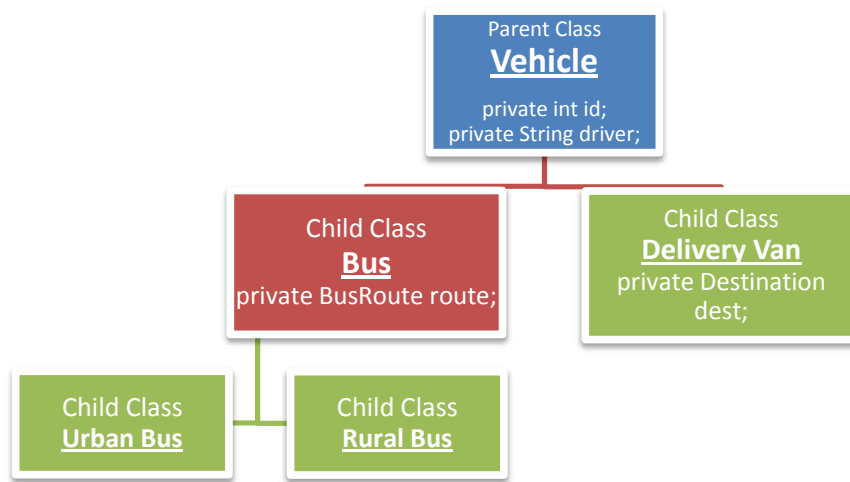 Parent Class
Vehicle
private int id;
private String driver;
Child Class
Bus
private BusRoute route;
Child Class
Delivery Van
private Destination
dest;
Child Class
Urban Bus
Child Class
Rural Bus